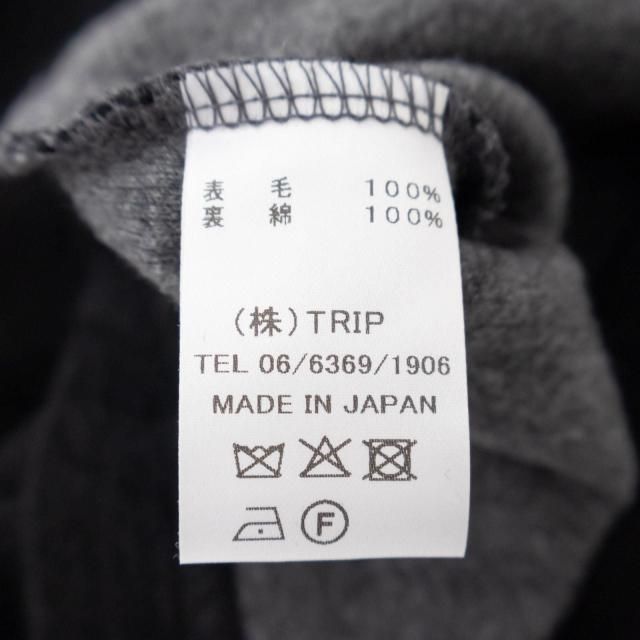 表 毛 100%
裏 綿 100%
(株)TRIP
TEL 06/6369/1906
MADE IN JAPAN
F